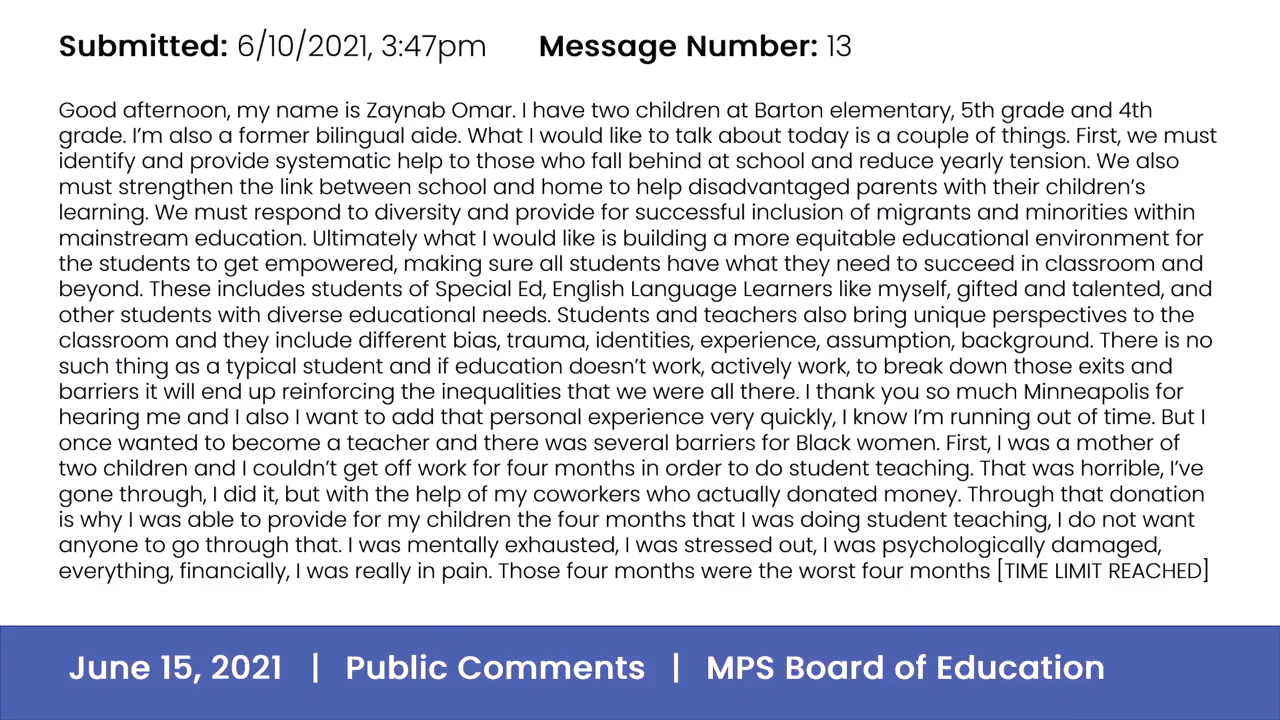 Submitted: 6/10/2021, 3:47pm Message Number: 13
Good afternoon, my name is Zaynab Omar. I have two children at Barton elementary, 5th grade and 4th
grade. I'm also a former bilingual aide. What I would like to talk about today is a couple of things. First, we must
identify and provide systematic help to those who fall behind at school and reduce yearly tension. We also
must strengthen the link between school and home to help disadvantaged parents with their children's
learning. We must respond to diversity and provide for successful inclusion of migrants and minorities within
mainstream education. Ultimately what I would like is building a more equitable educational environment for
the students to get empowered, making sure all students have what they need to succeed in classroom and
beyond. These includes students of Special Ed, English Language Learners like myself, gifted and talented, and
other students with diverse educational needs. Students and teachers also bring unique perspectives to the
classroom and they include different bias, trauma, identities, experience, assumption, background. There is no
such thing as a typical student and if education doesn't work, actively work, to break down those exits and
barriers it will end up reinforcing the inequalities that we were all there. I thank you so much Minneapolis for
hearing me and I also I want to add that personal experience very quickly, I know I'm running out of time. But I
once wanted to become a teacher and there was several barriers for Black women. First, I was a mother of
two children and I couldn't get off work for four months in order to do student teaching. That was horrible, I've
gone through, I did it, but with the help of my coworkers who actually donated money. Through that donation
is why I was able to provide for my children the four months that I was doing student teaching, I do not want
anyone to go through that. I was mentally exhausted, I was stressed out, I was psychologically damaged,
everything, financially, I was really in pain. Those four months were the worst four months [TIME LIMIT REACHED]
June 15, 2021 | Public Comments | MPS Board of Education